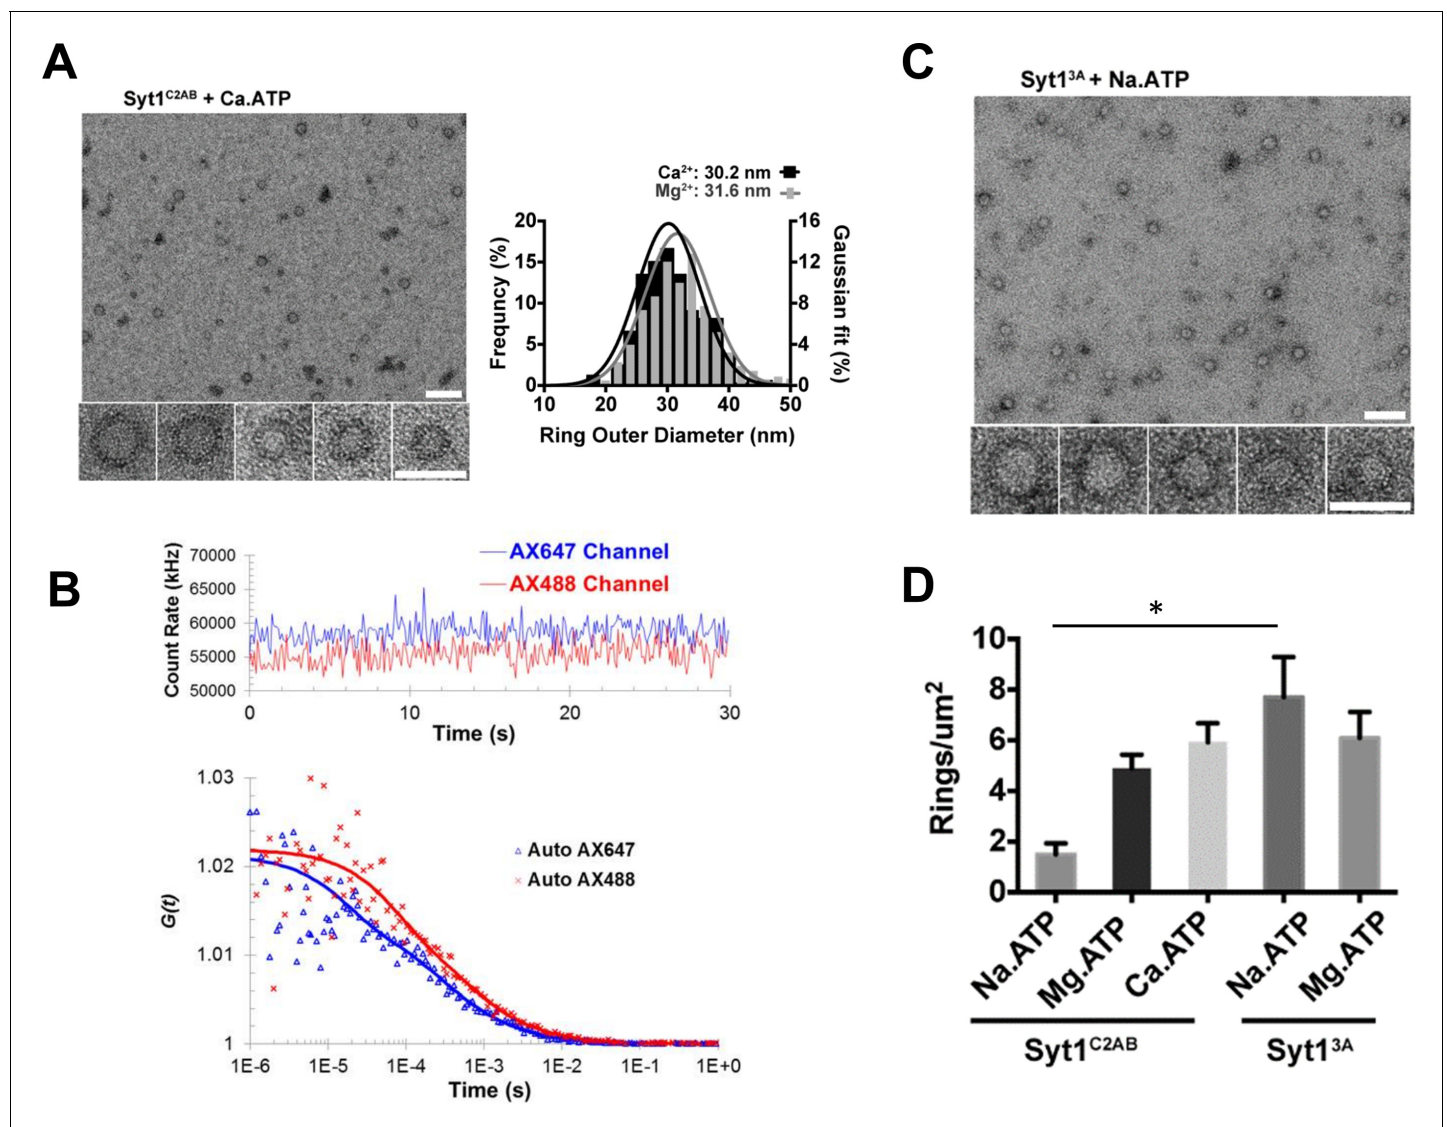 A
Syt1C2AB + Ca.ATP
Ca2+: 30.2 nm
Mg2+: 31.6 nm
20
15
10
5
0
Frequncy (%)
16
12
8
4
0
Gaussian fit (%)
10 20 30 40 50
Ring Outer Diameter (nm)
C
Syt13A + Na.ATP
B
70000
65000
60000
55000
50000
Count Rate (kHz)
AX647 Channel
AX488 Channel
0 10 20 30
Time (s)
1.03
1.02
1.01
1
G(t)
Auto AX647
Auto AX488
1E-6 1E-5 1E-4 1E-3 1E-2 1E-1 1E+0
Time (s)
D
*
10
8
6
4
2
0
Rings/um2
Na.ATP Mg.ATP Ca.ATP Na.ATP Mg.ATP
Syt1C2AB Syt13A